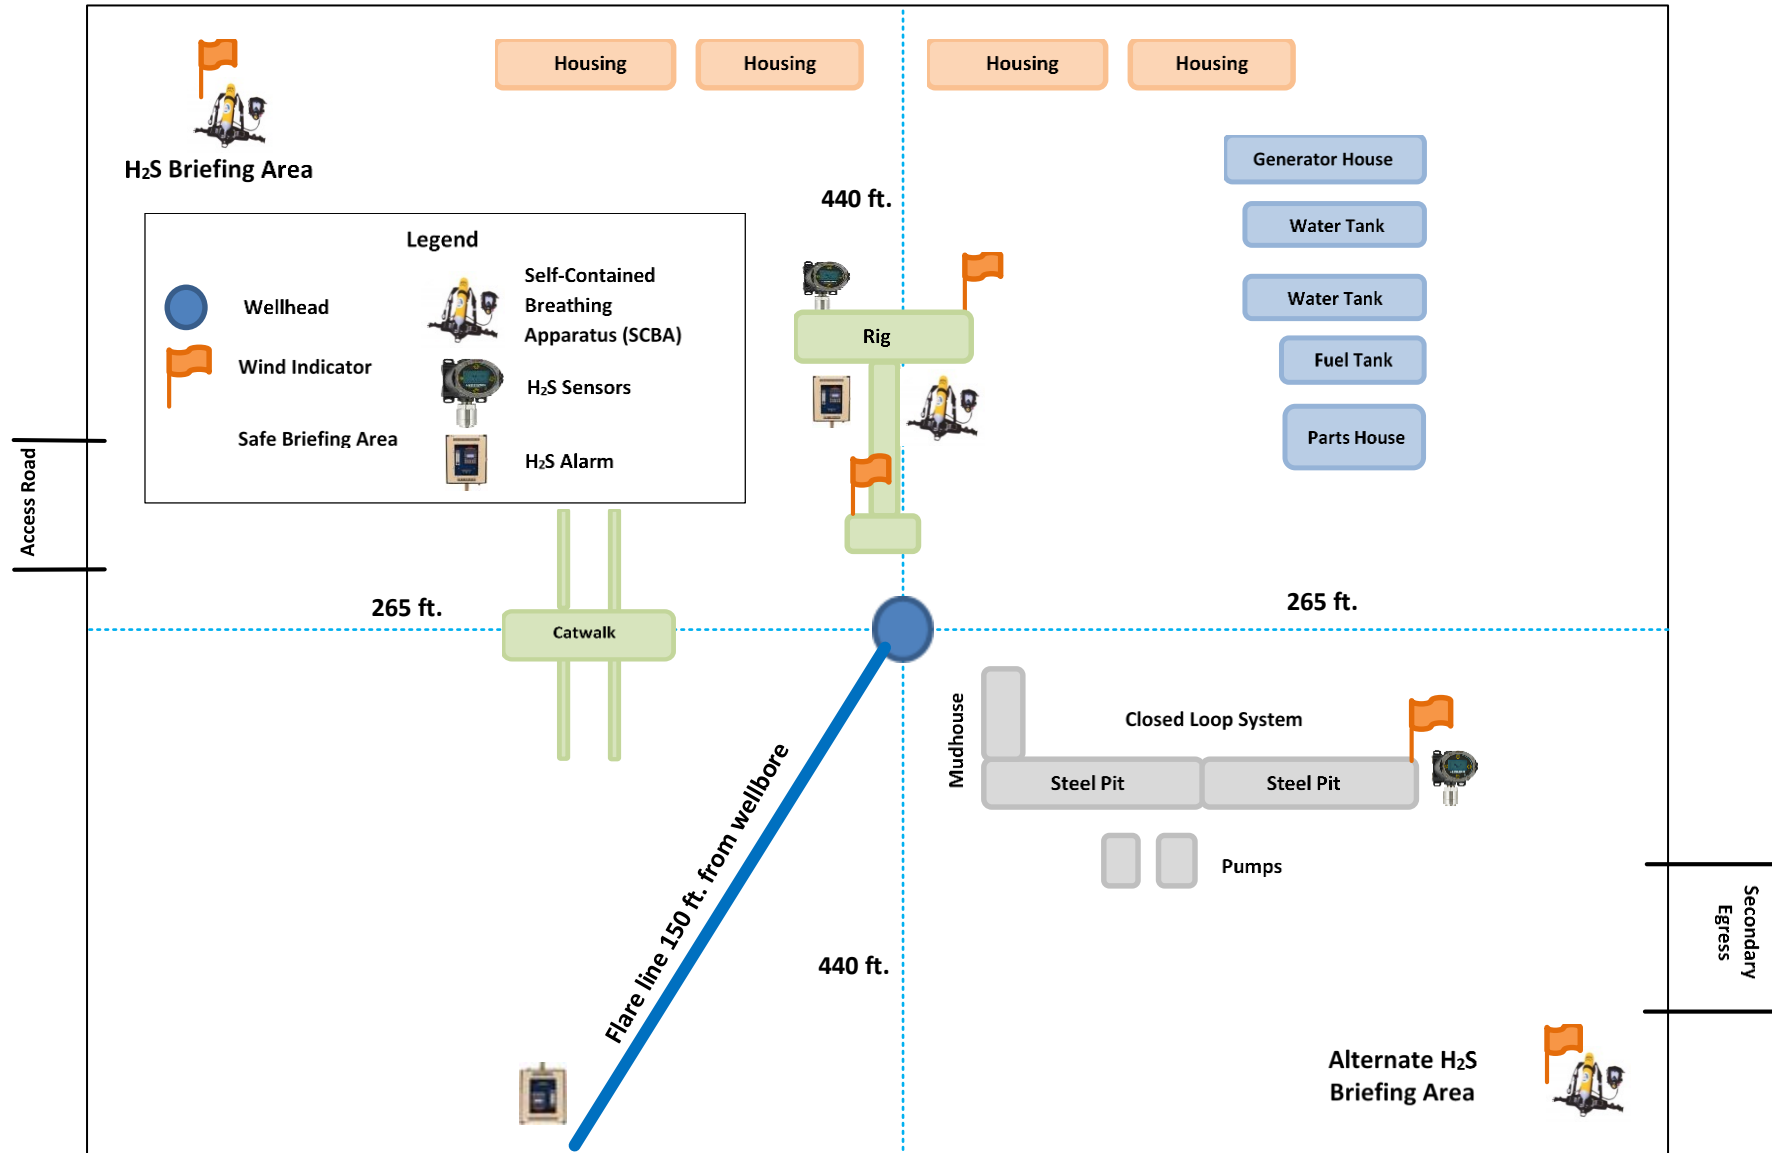 Housing
Housing
Housing
Housing
H₂S Briefing Area
Generator House
440 ft.
Water Tank
Legend
Wellhead
Self-Contained
Breathing
Apparatus (SCBA)
Wind Indicator
H₂S Sensors
Safe Briefing Area
H₂S Alarm
Water Tank
Rig
Fuel Tank
Parts House
Access Road
265 ft.
265 ft.
Catwalk
Mudhouse
Closed Loop System
Steel Pit
Steel Pit
Pumps
Flare line 150 ft. from wellbore
440 ft.
Secondary
Egress
Alternate H₂S
Briefing Area